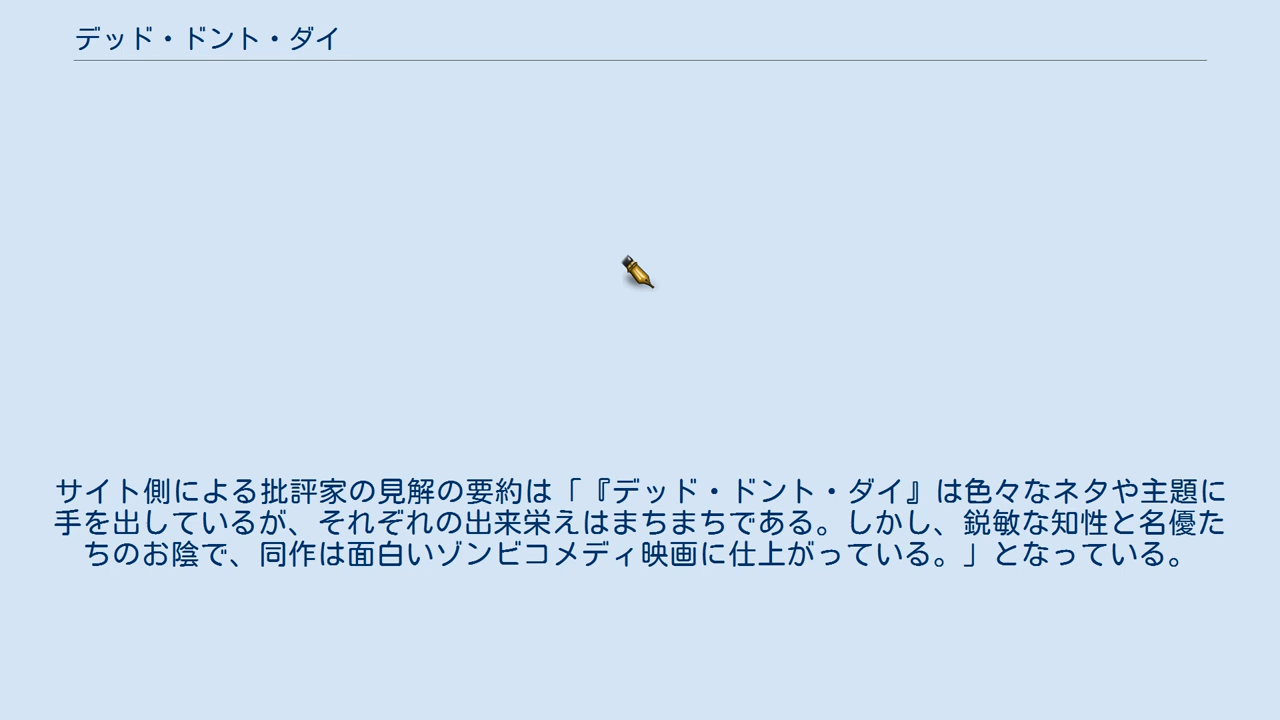 デッド・ドント・ダイ
サイト側による批評家の見解の要約は「『デッド・ドント・ダイ』は色々なネタや主題に
手を出しているが、それぞれの出来栄えはまちまちである。しかし、鋭敏な知性と名優た
ちのお陰で、同作は面白いゾンビコメディ映画に仕上がっている。」となっている。